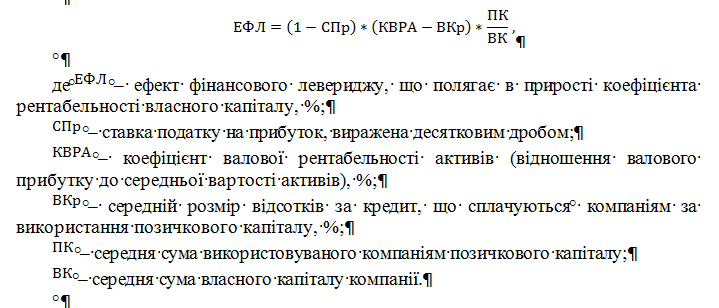 ЕФЛ = (1 − СПр) ∗ (КВРА − ВКр) ∗ ПК/ВК,¶
°¶
де°ЕФЛ°–· ефект· фінансового· левериджу,· що· полягає· в· прирості· коефіцієнта·
рентабельності·власного·капіталу,·%;¶
СПр°–·ставка·податку·на·прибуток,·виражена·десятковим·дробом;¶
КВРА°–· коефіцієнт· валової· рентабельності· активів· (відношення· валового·
прибутку·до·середньої·вартості·активів),·%;¶
ВКр°–· середній· розмір· відсотків· за· кредит,· що· сплачуються°· компаніям· за·
використання·позичкового·капіталу,·%;¶
ПК°–·середня·сума·використовуваного·компаніям·позичкового·капіталу;¶
ВК°–·середня·сума·власного·капіталу·компанії.¶
°¶